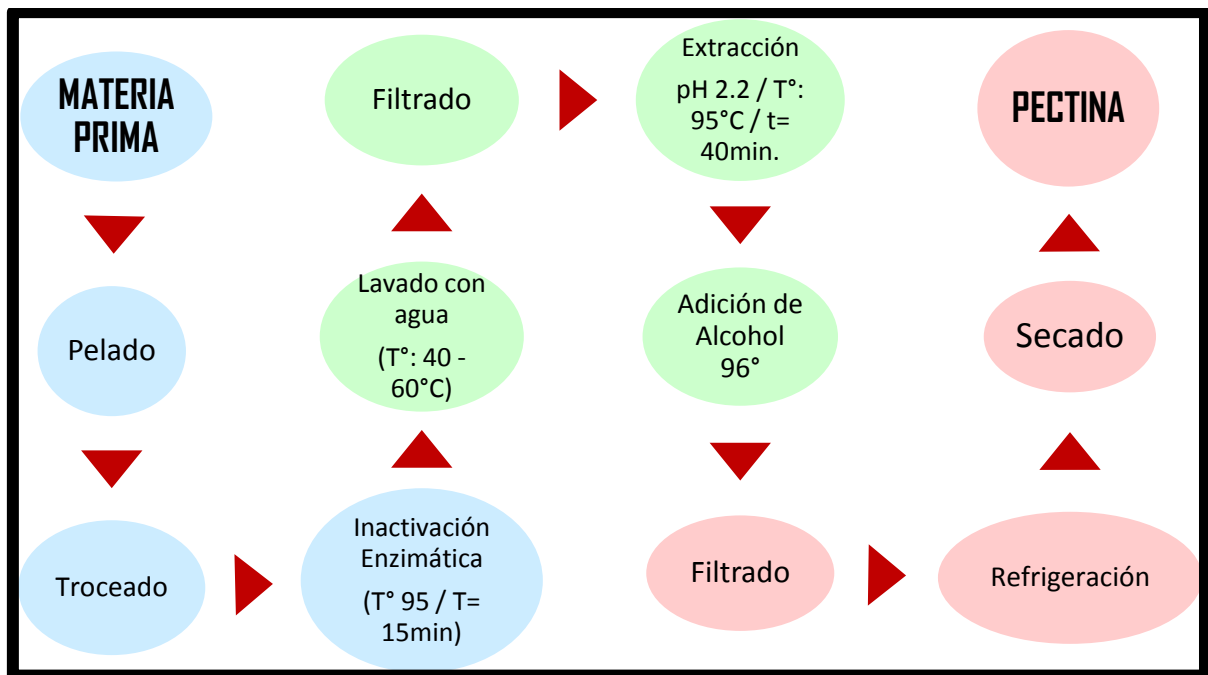 MATERIA
PRIMA
Pelado
Troceado
Inactivación
Enzimática
(T° 95 / T=
15min)
Lavado con
agua
(T°: 40 -
60°C)
Filtrado
Extracción
pH 2.2 / T°:
95°C / t=
40min.
Adición de
Alcohol
96°
Filtrado
Refrigeración
Secado
PECTINA